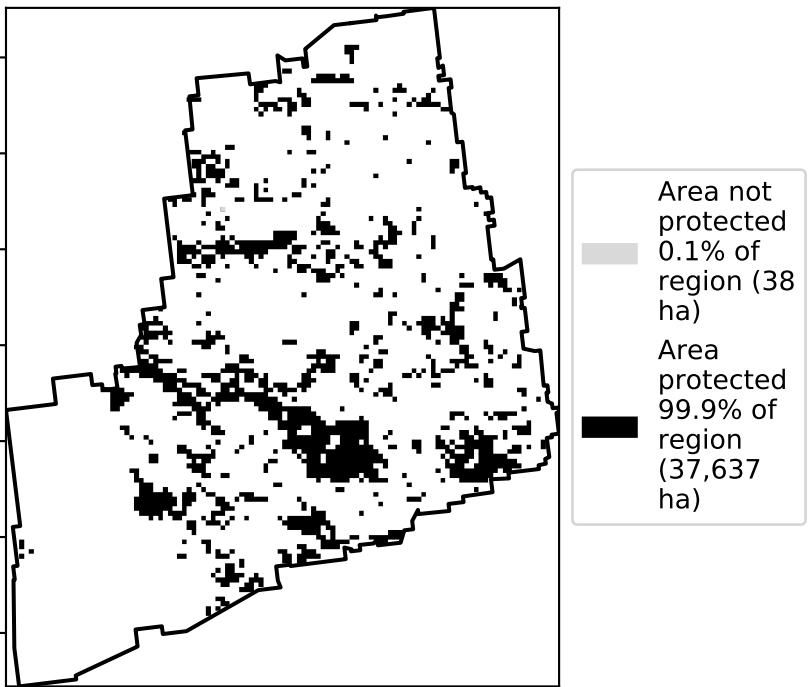 Area not
protected
0.1% of
region (38
ha)
Area
protected
99.9% of
region
(37,637
ha)